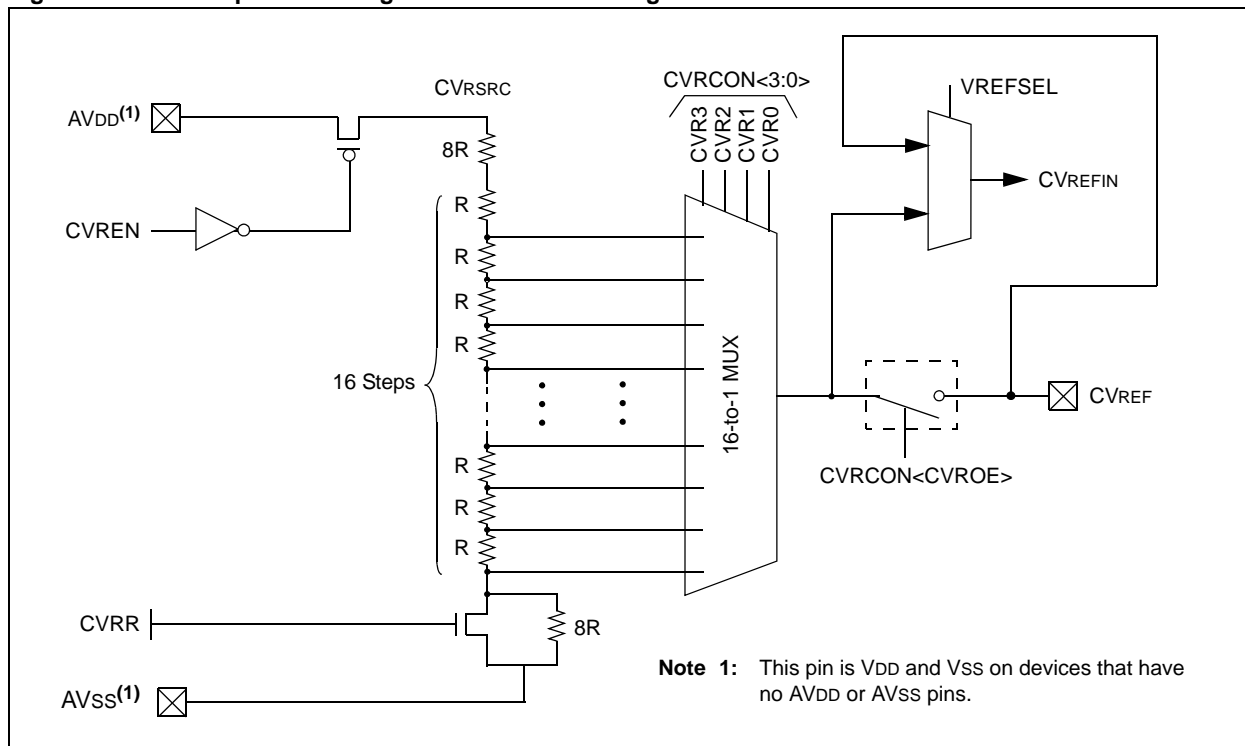 CVRCON<3:0>
CVRSRC
VREFSEL
AVDD(1)
CVR3
CVR2
CVR1
CVR0
8R
R
CVREFIN
CVREN
R
R
R
16 Steps
16-to-1 MUX
CVREF
R
CVRCON<CVROE>
R
R
CVRR
8R
Note 1: This pin is VDD and VSS on devices that have
no AVDD or AVSS pins.
AVSS(1)